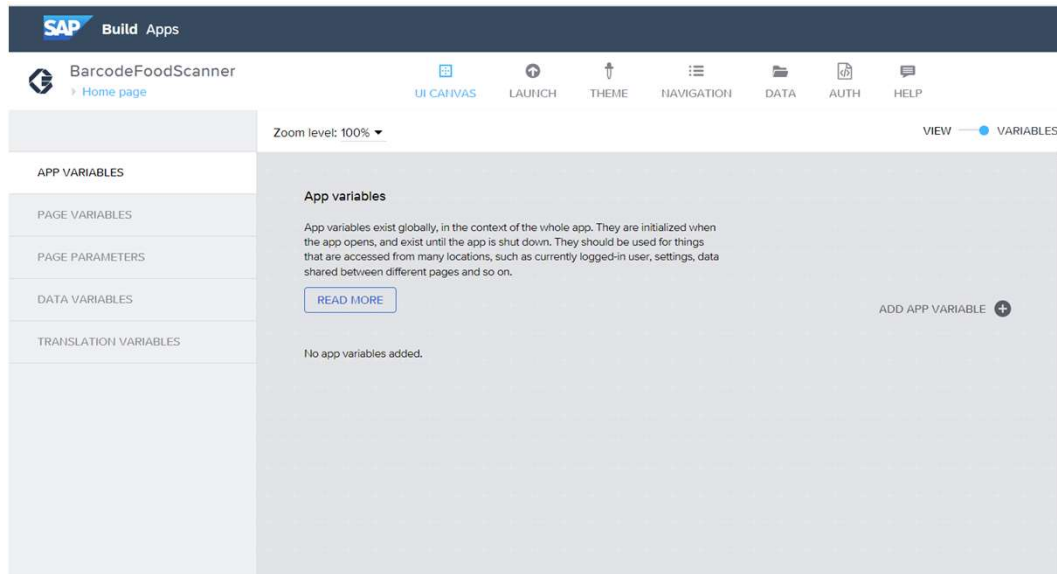 SAP Build Apps
BarcodeFoodScanner
Home page
UI CANVAS LAUNCH THEME NAVIGATION DATA AUTH HELP
Zoom level: 100%
VIEW VARIABLES
APP VARIABLES
PAGE VARIABLES
PAGE PARAMETERS
DATA VARIABLES
TRANSLATION VARIABLES
App variables
App variables exist globally, in the context of the whole app. They are initialized when
the app opens, and exist until the app is shut down. They should be used for things
that are accessed from many locations, such as currently logged-in user, settings, data
shared between different pages and so on.
READ MORE
ADD APP VARIABLE
No app variables added.